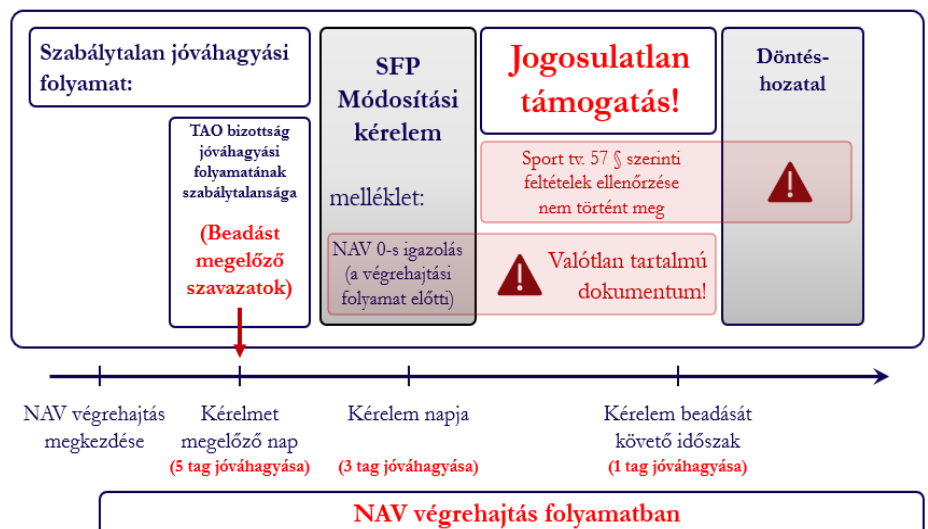 Szabálytalan jóváhagyási
folyamat:
TAO bizottság
jóváhagyási
folyamatának
szabálytalansága
(Beadást
megelőző
szavazatok)
SFP
Módosítási
kérelem
melléklet:
NAV 0-s igazolás
(a végrehajtási
folyamat előtti)
Jogosulatlan
támogatás!
Sport tv. 57 § szerinti
feltételek ellenőrzése
nem történt meg
Valótlan tartalmú
dokumentum!
Döntés-
hozatal
NAV végrehajtás
megkezdése
Kérelmet
megelőző nap
(5 tag jóváhagyása)
Kérelem napja
(3 tag jóváhagyása)
Kérelem beadását
követő időszak
(1 tag jóváhagyása)
NAV végrehajtás folyamatban